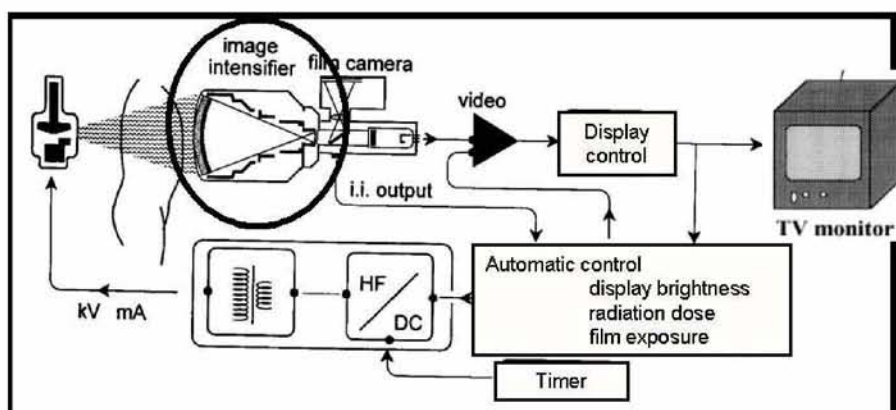 image
intensifier
film camera
video
Display
control
TV monitor
i.i. output
Automatic control
display brightness
radiation dose
film exposure
HF
DC
kV mA
Timer